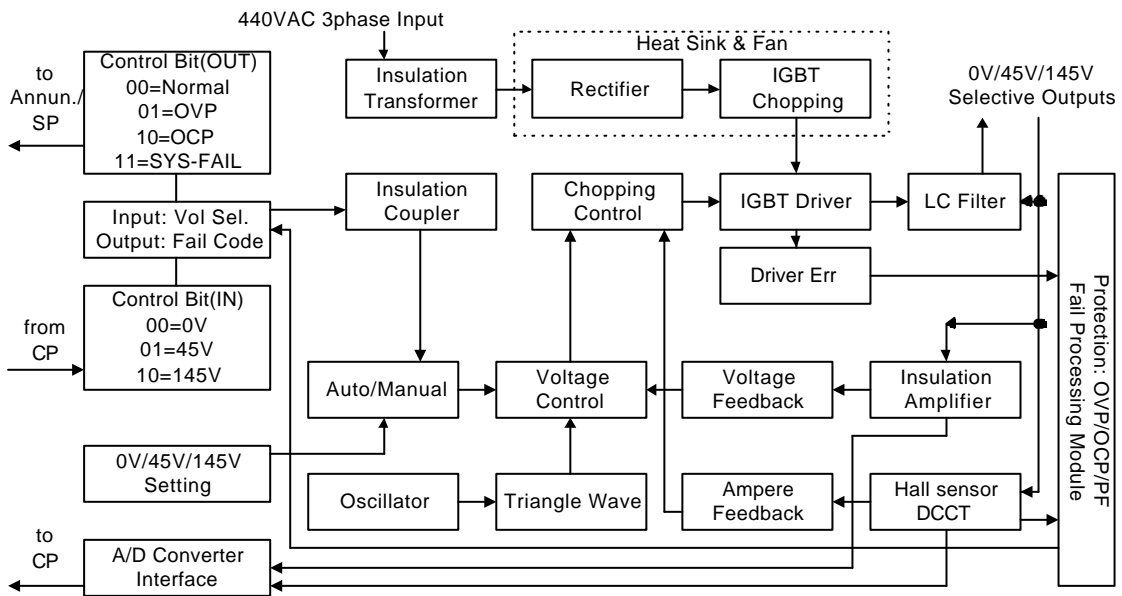 440VAC 3phase Input
Heat Sink & Fan
to
Annun./
SP
Control Bit(OUT)
00=Normal
01=OVP
10=OCP
11=SYS-FAIL
Insulation
Transformer
Rectifier
IGBT
Chopping
0V/45V/145V
Selective Outputs
Input: Vol Sel.
Output: Fail Code
Insulation
Coupler
Chopping
Control
IGBT Driver
LC Filter
Driver Err
Protection: OVP/OCP/PF
Fail Processing Module
from
CP
Control Bit(IN)
00=0V
01=45V
10=145V
Auto/Manual
Voltage
Control
Voltage
Feedback
Insulation
Amplifier
0V/45V/145V
Setting
Oscillator
Triangle Wave
Ampere
Feedback
Hall sensor
DCCT
to
CP
A/D Converter
Interface